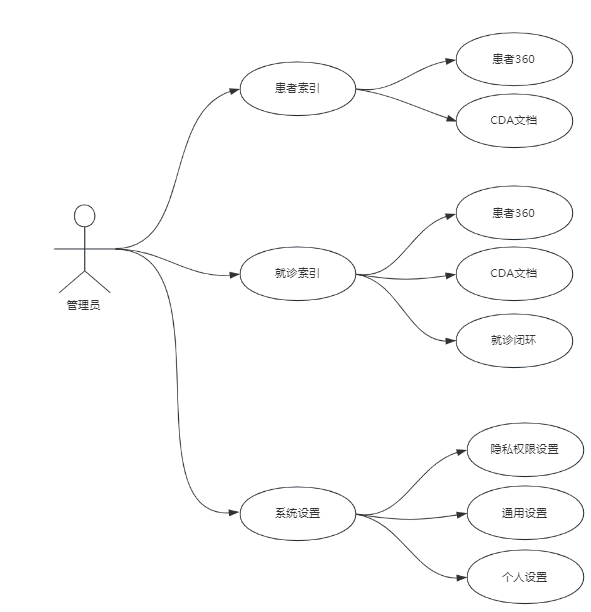 患者360
患者索引
CDA文档
患者360
管理员
就诊索引
CDA文档
就诊闭环
隐私权限设置
系统设置
通用设置
个人设置